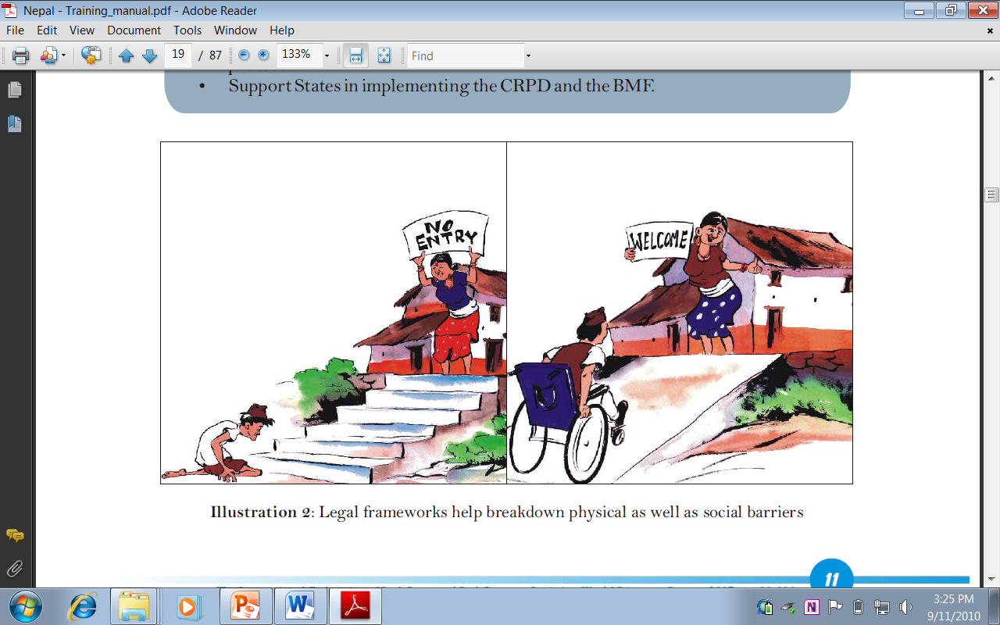 Nepal - Training_manual.pdf - Adobe Reader
File Edit View Document Tools Window Help
19 / 87 133% Find
• Support States in implementing the CRPD and the BMF.
NO
ENTRY
WELCOME
Illustration 2: Legal frameworks help breakdown physical as well as social barriers
11
3:25 PM
9/11/2010